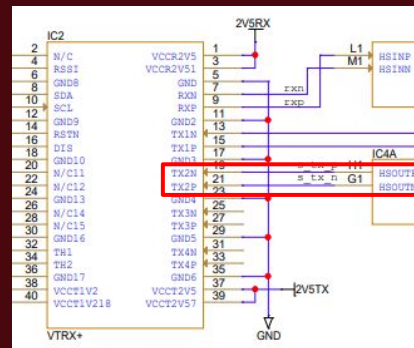 IC2
2V5RX
2 N/C VCCR2V5 1
4 RSSI VCCR2V51 3
6 GND8 GND 5
8 SDA RXN 7 rxn L1 HSINP
10 SCL RXP 9 rxp M1 HSINN
12 GND9 GND2 11
14 RSTN TX1N 13
16 DIS TX1P 15
18 GND10 GND3 17
IC4A
20 N/C11 TX2N 19 s_tx_p H1 HSOUTP
22 N/C12 TX2P 21 s_tx_n G1 HSOUTN
24 GND13 GND4 23
26 N/C14 TX3N 25
28 N/C15 TX3P 27
30 GND16 GND5 29
32 TH1 TX4N 31
34 TH2 TX4P 33
36 GND17 GND6 35
38 VCCT1V2 VCCT2V5 37 2V5TX
40 VCCT1V218 VCCT2V57 39
VTRX+
GND